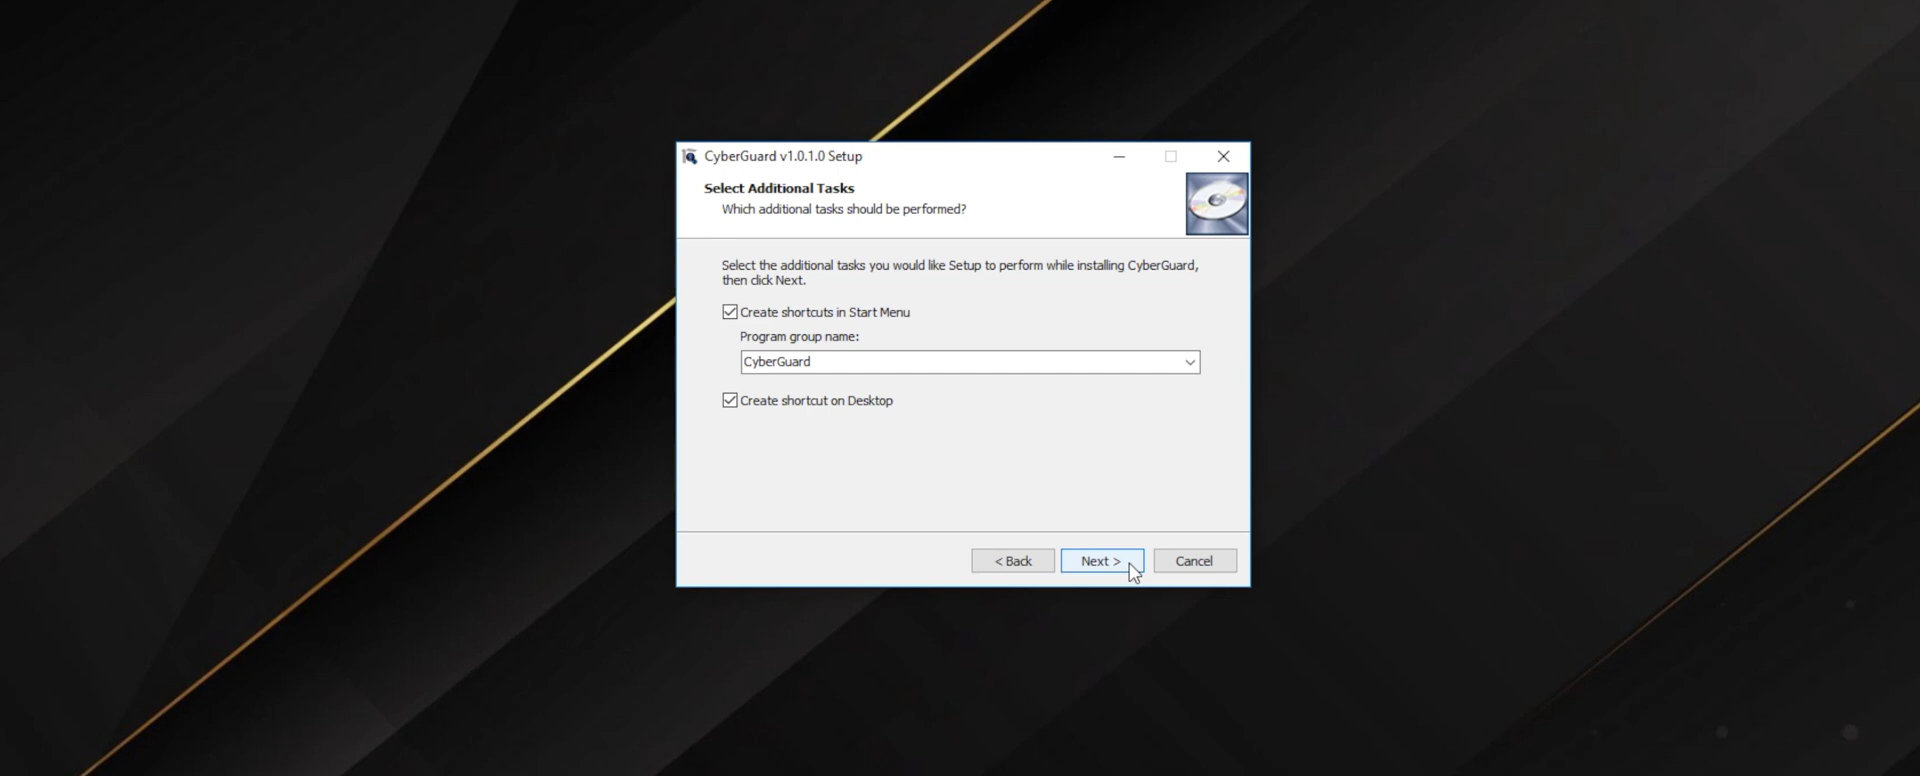 CyberGuard v1.0.1.0 Setup
Select Additional Tasks
Which additional tasks should be performed?
Select the additional tasks you would like Setup to perform while installing CyberGuard,
then click Next.
Create shortcuts in Start Menu
Program group name:
CyberGuard
Create shortcut on Desktop
< Back
Next >
Cancel